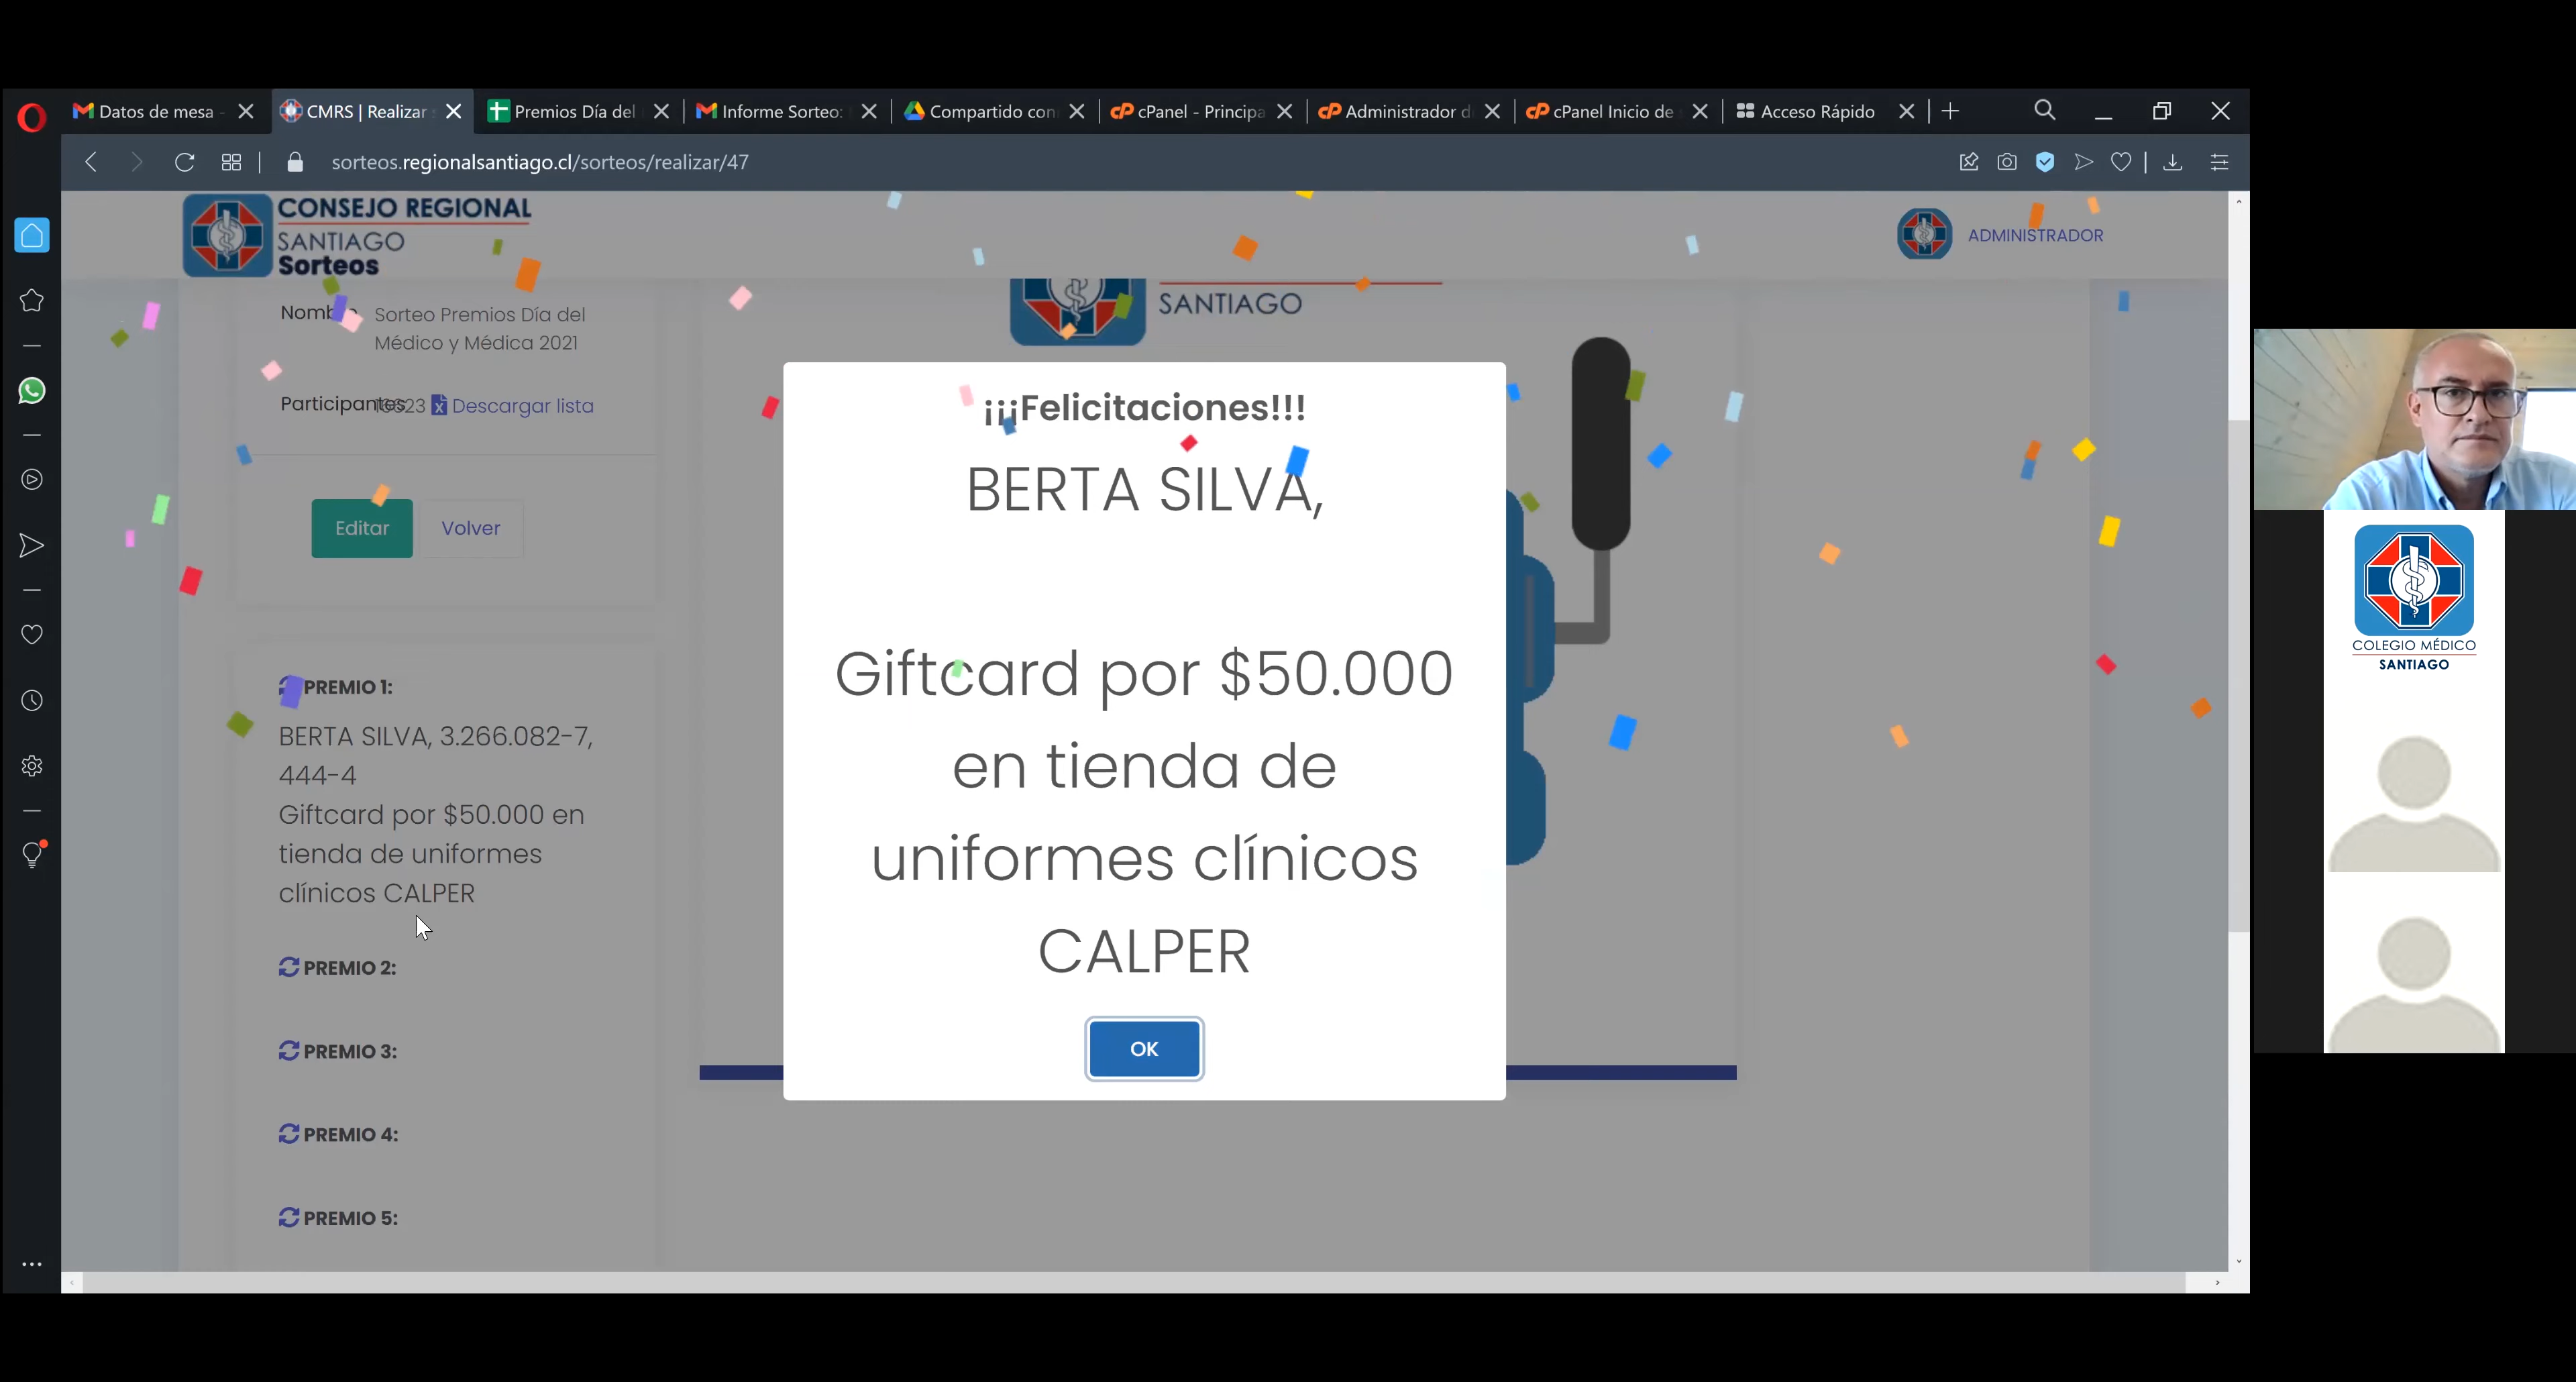 Datos de mesa -
CMRS | Realizar
Premios Día del
Informe Sorteo:
Compartido con
cPanel - Principa
Administrador d
cPanel Inicio de
Acceso Rápido
sorteos.regionalsantiago.cl/sorteos/realizar/47
CONSEJO REGIONAL
SANTIAGO
Sorteos
ADMINISTRADOR
SANTIAGO
Sorteo Premios Día del
Médico y Médica 2021
Participantes
Descargar lista
Editar
Volver
PREMIO 1:
BERTA SILVA, 3.266.082-7,
444-4
Giftcard por $50.000 en
tienda de uniformes
clínicos CALPER
PREMIO 2:
PREMIO 3:
PREMIO 4:
PREMIO 5:
¡¡¡Felicitaciones!!!
BERTA SILVA,
Giftcard por $50.000
en tienda de
uniformes clínicos
CALPER
OK
COLEGIO MÉDICO
SANTIAGO